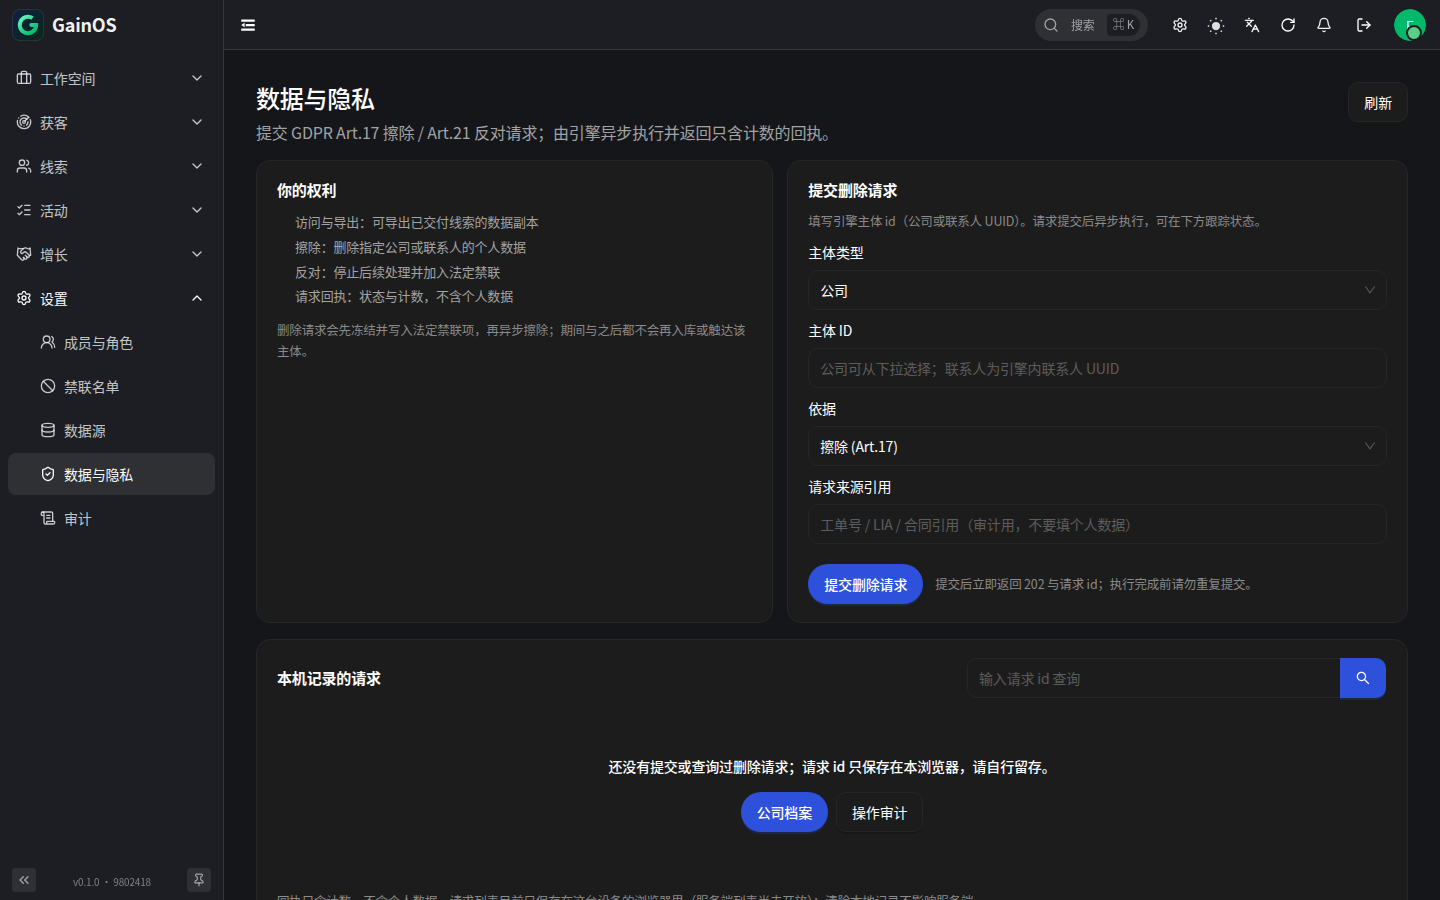 GainOS
搜索
⌘ K
工作空间
获客
线索
活动
增长
设置
成员与角色
禁联名单
数据源
数据与隐私
审计
v0.1.0 • 9802418
数据与隐私
刷新
提交 GDPR Art.17 擦除 / Art.21 反对请求；由引擎异步执行并返回只含计数的回执。
你的权利
访问与导出：可导出已交付线索的数据副本
擦除：删除指定公司或联系人的个人数据
反对：停止后续处理并加入法定禁联
请求回执：状态与计数，不含个人数据
删除请求会先冻结并写入法定禁联项，再异步擦除；期间与之后都不会再入库或触达该
主体。
提交删除请求
填写引擎主体 id（公司或联系人 UUID）。请求提交后异步执行，可在下方跟踪状态。
主体类型
公司
主体 ID
公司可从下拉选择；联系人为引擎内联系人 UUID
依据
擦除 (Art.17)
请求来源引用
工单号 / LIA / 合同引用（审计用，不要填个人数据）
提交删除请求
提交后立即返回 202 与请求 id；执行完成前请勿重复提交。
本机记录的请求
输入请求 id 查询
还没有提交或查询过删除请求；请求 id 只保存在本浏览器，请自行留存。
公司档案
操作审计